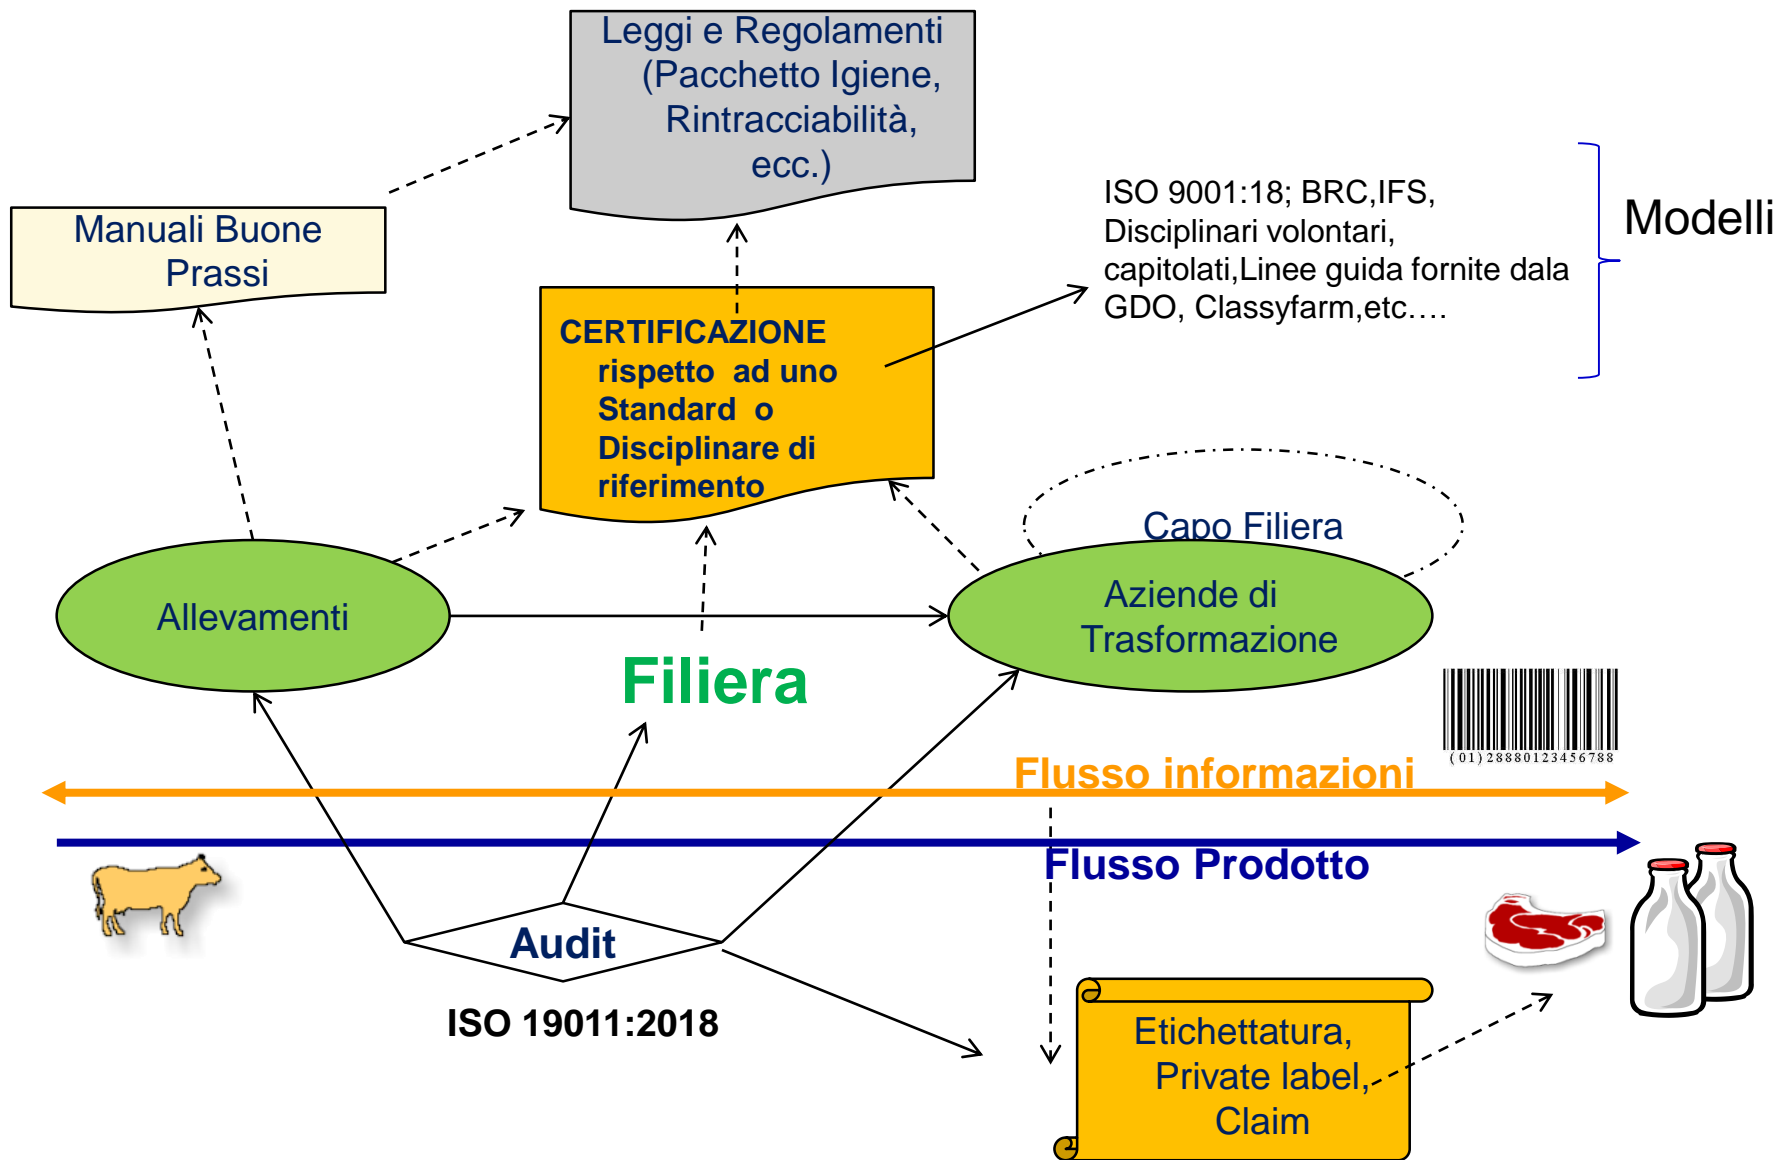 Leggi e Regolamenti
(Pacchetto Igiene,
Rintracciabilità,
ecc.)
Manuali Buone
Prassi
ISO 9001:18; BRC,IFS,
Disciplinari volontari,
capitolati,Linee guida fornite dala
GDO, Classyfarm,etc....
Modelli
CERTIFICAZIONE
rispetto ad uno
Standard o
Disciplinare di
riferimento
Capo Filiera
Allevamenti
Aziende di
Trasformazione
Filiera
(01)28880123456788
Flusso informazioni
Flusso Prodotto
Audit
ISO 19011:2018
Etichettatura,
Private label,
Claim